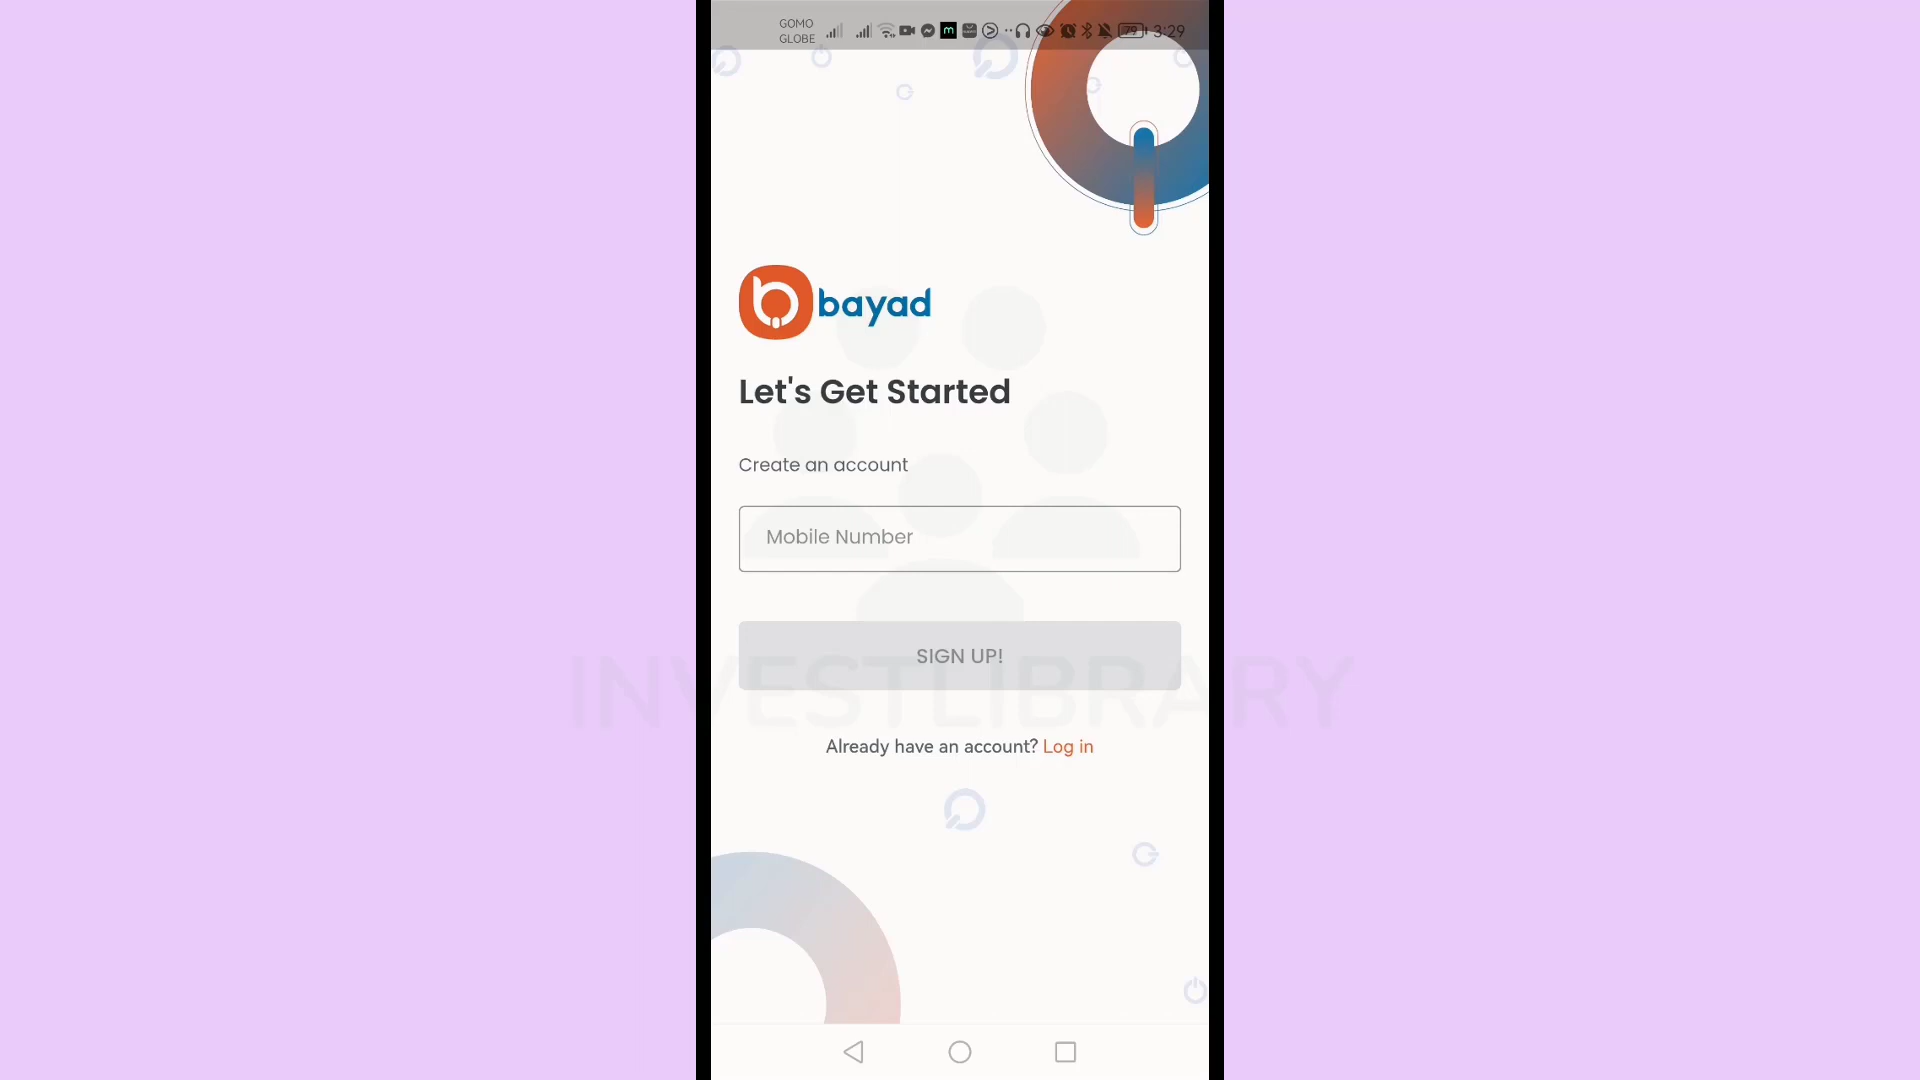 GOMO
GLOBE
79
3:29
bayad
Let's Get Started
Create an account
Mobile Number
SIGN UP!
INVESTLIBRARY
Already have an account? Log in